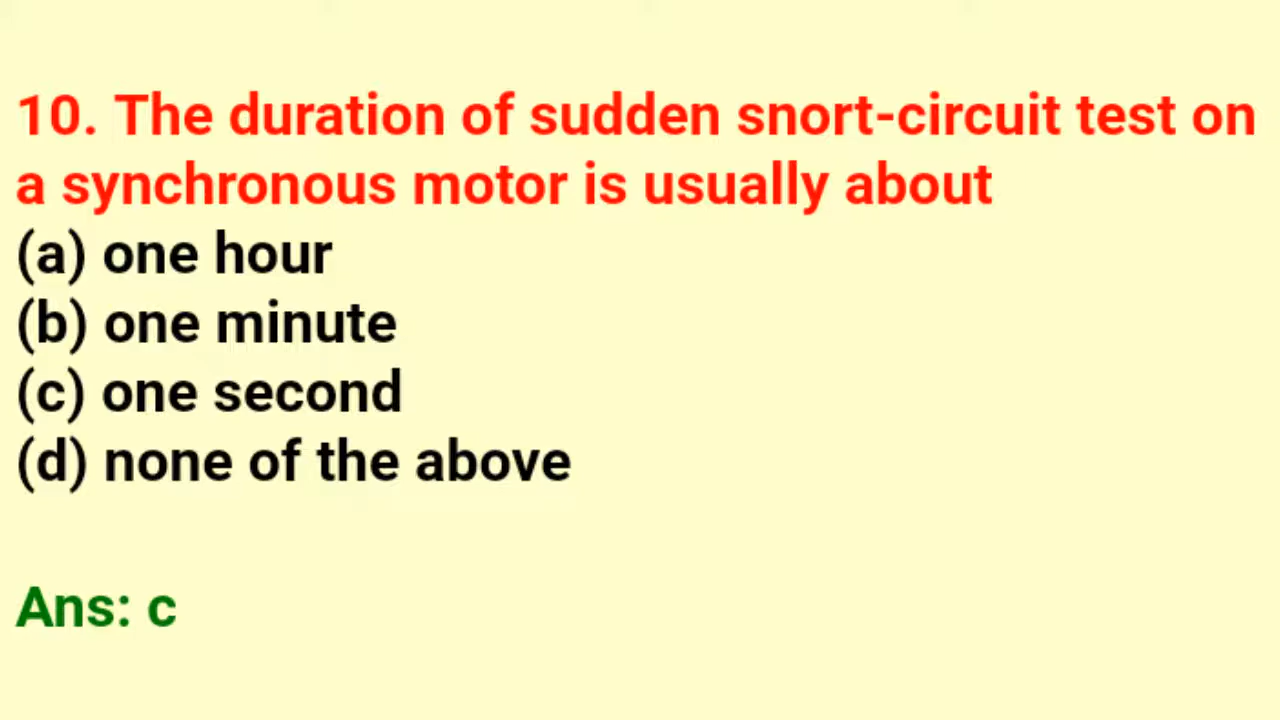 10. The duration of sudden snort-circuit test on
a synchronous motor is usually about
(a) one hour
(b) one minute
(c) one second
(d) none of the above
Ans: c